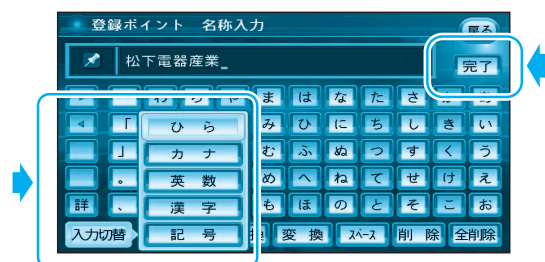 登録ポイント 名称入力
戻る
松下電器産業_
完了
ま は な た さ
「 ひら み ひ に ち し き い
」 カナ む ふ ぬ つ す く う
。 英数 め へ ね て せ け え
詳 、 漢字 も ほ の と そ こ お
入力切替 記号 変換 スペース 削除 全削除